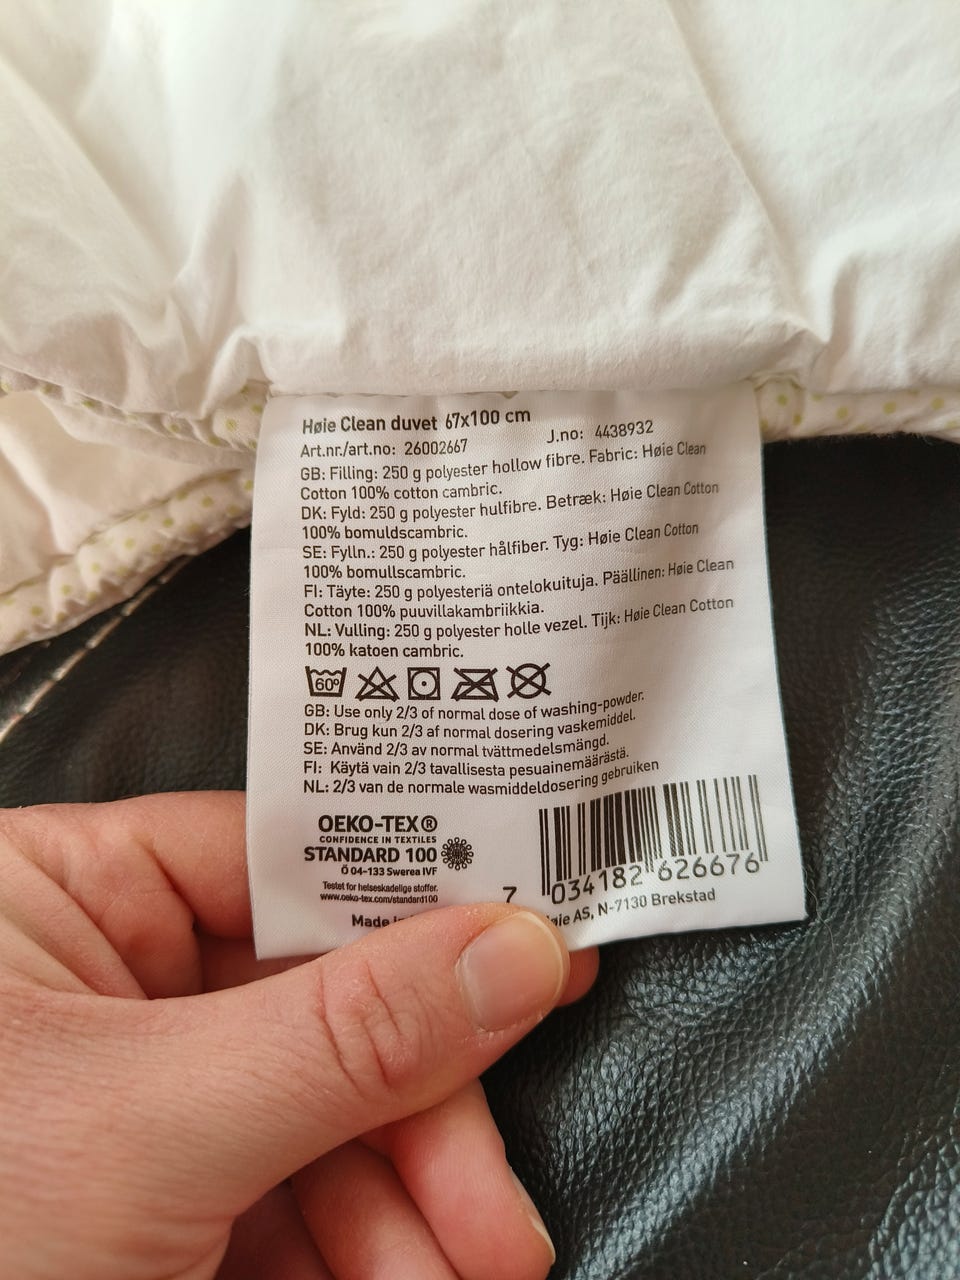 Høie Clean duvet 67x100 cm
Art.nr./art.no: 26002667 J.no: 4438932
GB: Filling: 250 g polyester hollow fibre. Fabric: Høie Clean
Cotton 100% cotton cambric.
DK: Fyld: 250 g polyester hulfibre. Betræk: Høie Clean Cotton
100% bomuldscambric.
SE: Fylln.: 250 g polyester hålfiber. Tyg: Høie Clean Cotton
100% bomullscambric.
FI: Täyte: 250 g polyesteriä ontelokuituja. Päällinen: Høie Clean
Cotton 100% puuvillakambriikkia.
NL: Vulling: 250 g polyester holle vezel. Tijk: Høie Clean Cotton
100% katoen cambric.
60°
GB: Use only 2/3 of normal dose of washing-powder.
DK: Brug kun 2/3 af normal dosering vaskemiddel.
SE: Använd 2/3 av normal tvättmedelsmängd.
FI: Käytä vain 2/3 tavallisesta pesuainemäärästä.
NL: 2/3 van de normale wasmiddeldosering gebruiken
OEKO-TEX®
CONFIDENCE IN TEXTILES
STANDARD 100
Ö 04-133 Swerea IVF
Testet for helseskadelige stoffer.
www.oeko-tex.com/standard100
7 034182 626676
Made AS, N-7130 Brekstad